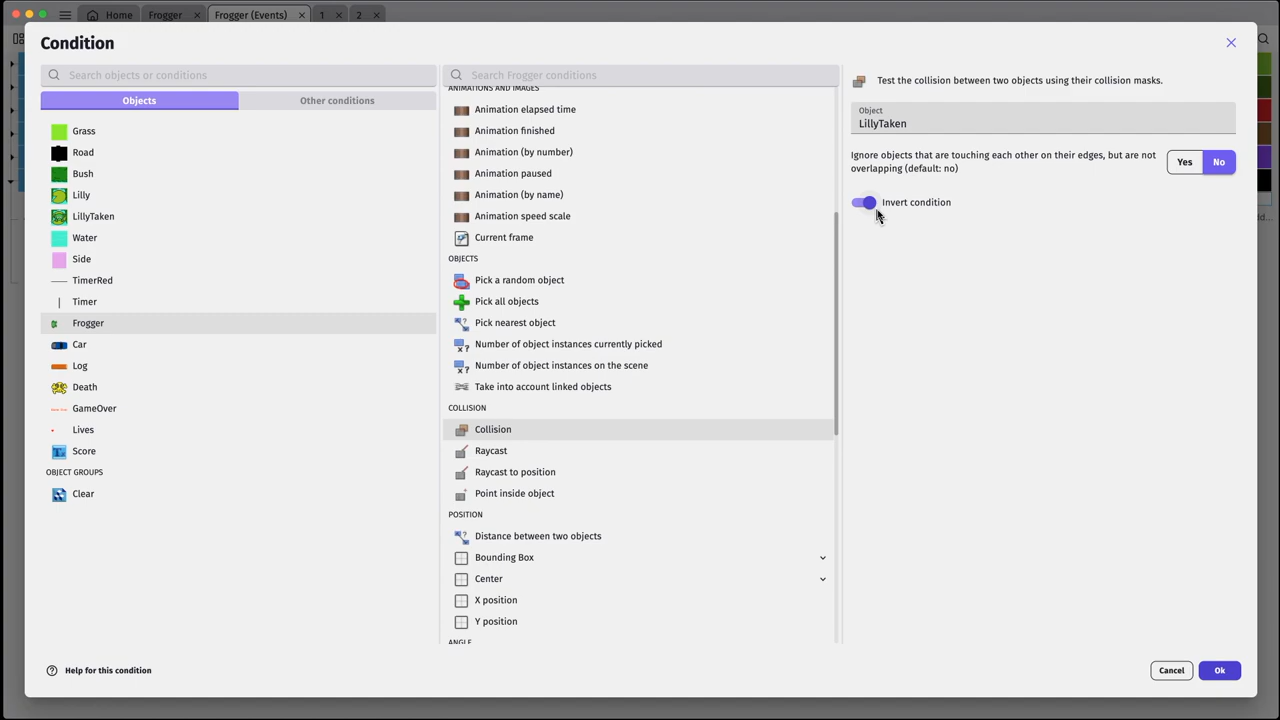 Home
Frogger
Frogger (Events)
1
2
Condition
Search objects or conditions
Objects
Other conditions
Grass
Road
Bush
Lilly
LillyTaken
Water
Side
TimerRed
Timer
Frogger
Car
Log
Death
GameOver
Lives
Score
OBJECT GROUPS
Clear
Help for this condition
Search Frogger conditions
ANIMATIONS AND IMAGES
Animation elapsed time
Animation finished
Animation (by number)
Animation paused
Animation (by name)
Animation speed scale
Current frame
OBJECTS
Pick a random object
Pick all objects
Pick nearest object
Number of object instances currently picked
Number of object instances on the scene
Take into account linked objects
COLLISION
Collision
Raycast
Raycast to position
Point inside object
POSITION
Distance between two objects
Bounding Box
Center
X position
Y position
ANGLE
Test the collision between two objects using their collision masks.
Object
LillyTaken
Ignore objects that are touching each other on their edges, but are not
overlapping (default: no)
Yes
No
Invert condition
Cancel
Ok